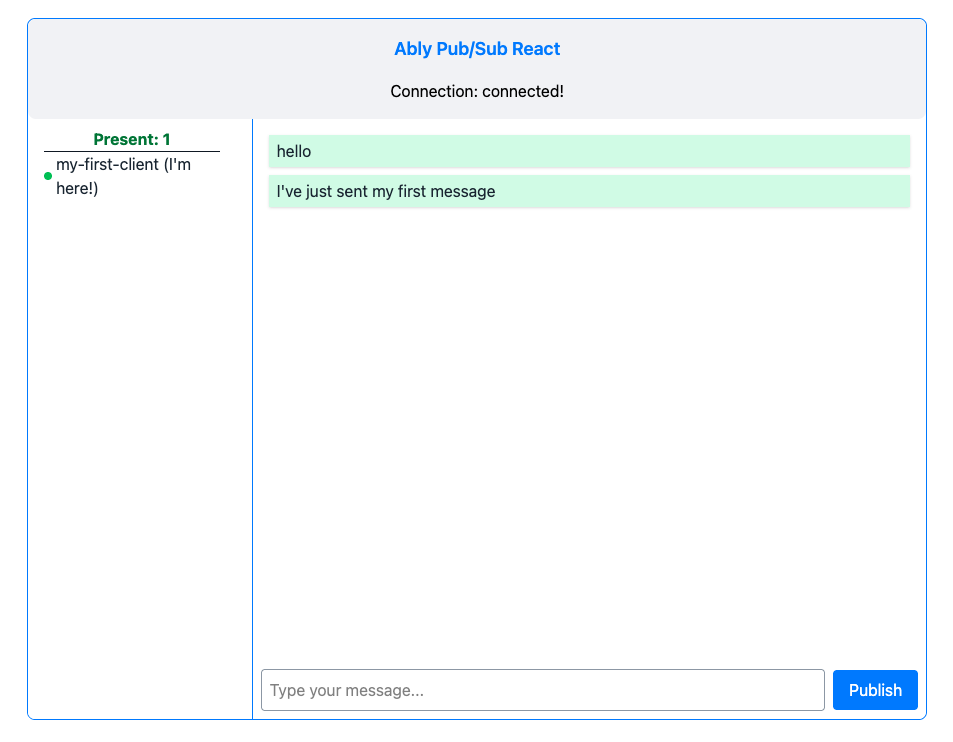 Ably Pub/Sub React
Connection: connected!
Present: 1
my-first-client (I'm
here!)
hello
I've just sent my first message
Type your message...
Publish